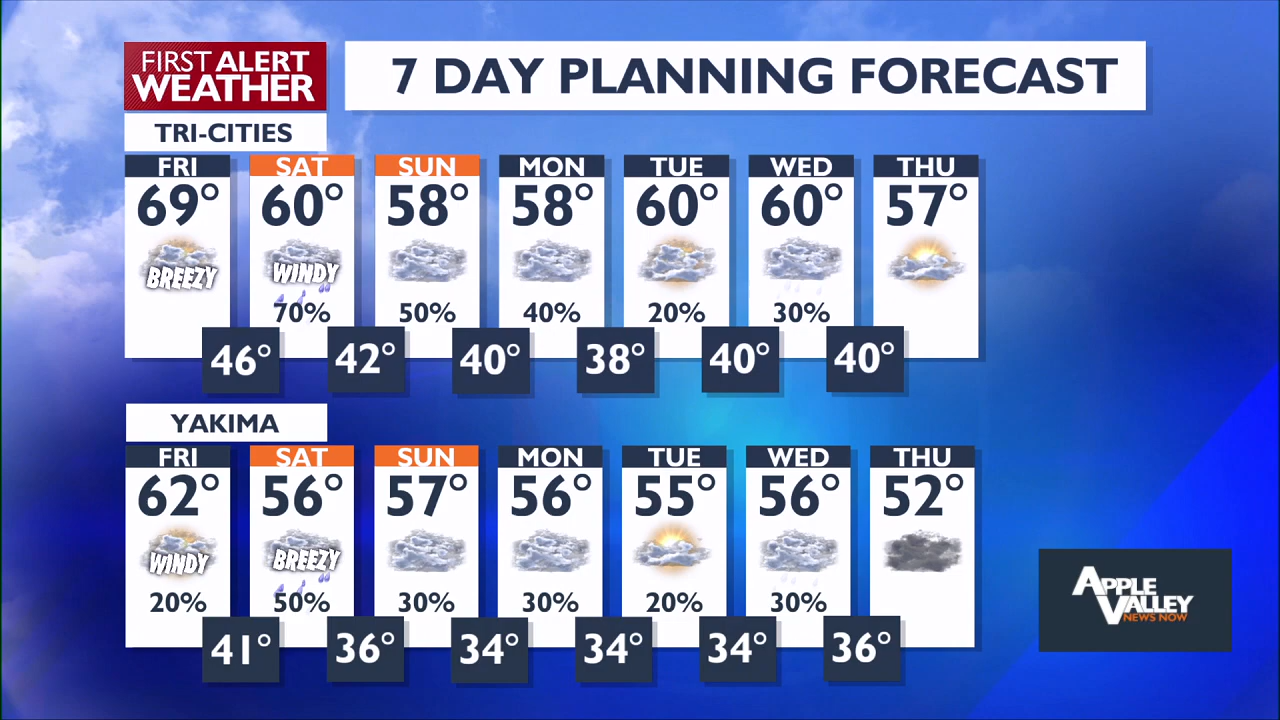 FIRST ALERT
WEATHER
7 DAY PLANNING FORECAST
TRI-CITIES
FRI SAT SUN MON TUE WED THU
69° 60° 58° 58° 60° 60° 57°
BREEZY WINDY
70% 50% 40% 20% 30%
46° 42° 40° 38° 40° 40°
YAKIMA
FRI SAT SUN MON TUE WED THU
62° 56° 57° 56° 55° 56° 52°
WINDY BREEZY
20% 50% 30% 30% 20% 30%
41° 36° 34° 34° 34° 36°
APPLE
VALLEY
NEWS NOW